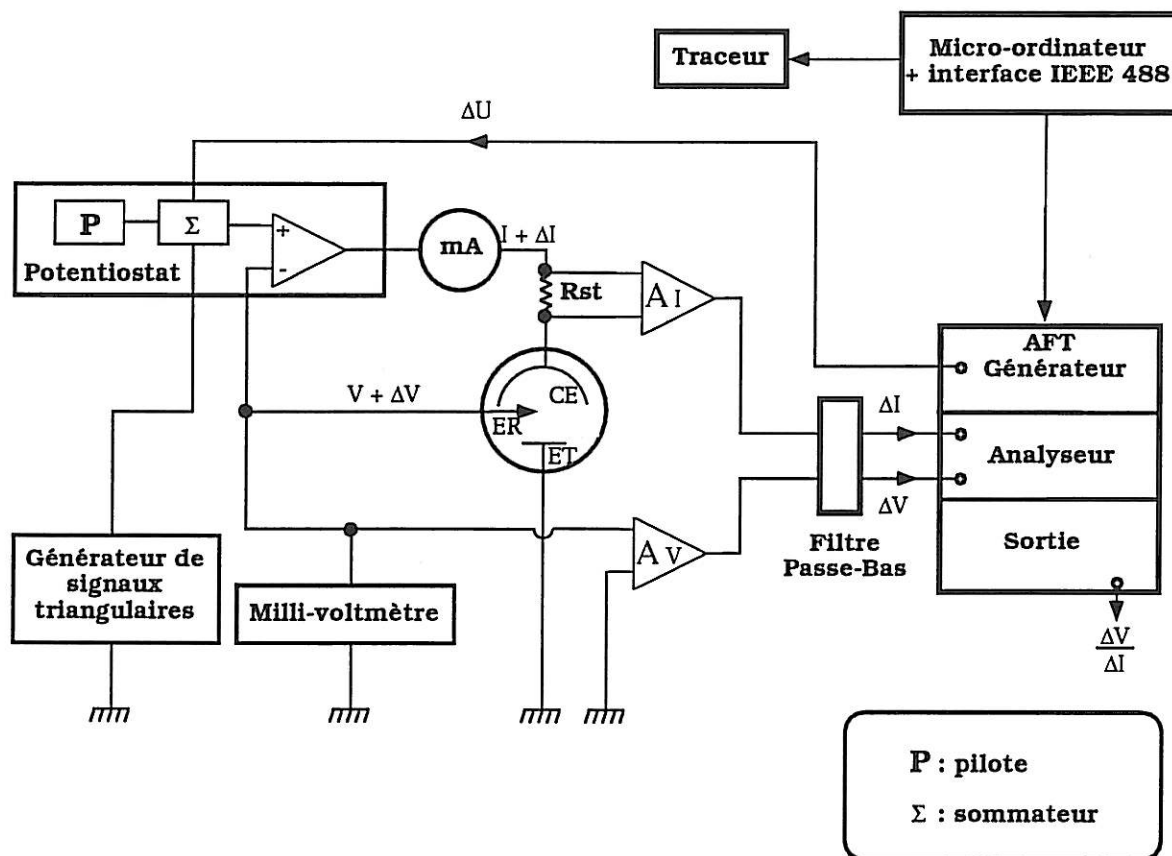 Traceur
Micro-ordinateur
+ interface IEEE 488
ΔU
P
Σ
+
-
Potentiostat
mA
I + ΔI
Rst
A I
AFT
Générateur
V + ΔV
CE
ER
ET
ΔI
Analyseur
ΔV
A V
Filtre
Passe-Bas
Sortie
Générateur de
signaux
triangulaires
Milli-voltmètre
ΔV
ΔI
P : pilote
Σ : sommateur